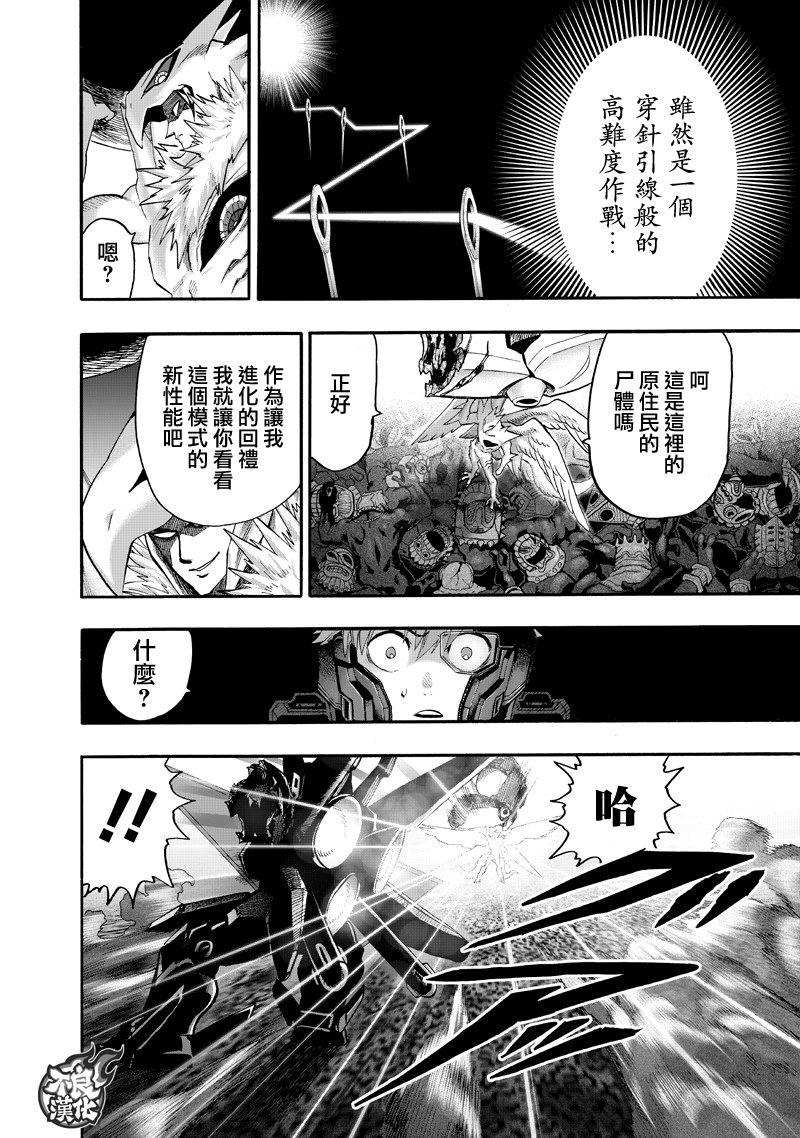 雖然是一個
穿針引線般的
高難度作戰…
嗯?
呵
這是這裡的
原住民的
尸體嗎
正好
作為讓我
進化的回禮
我就讓你看看
這個模式的
新性能吧
什麼?
哈
!!
漢化